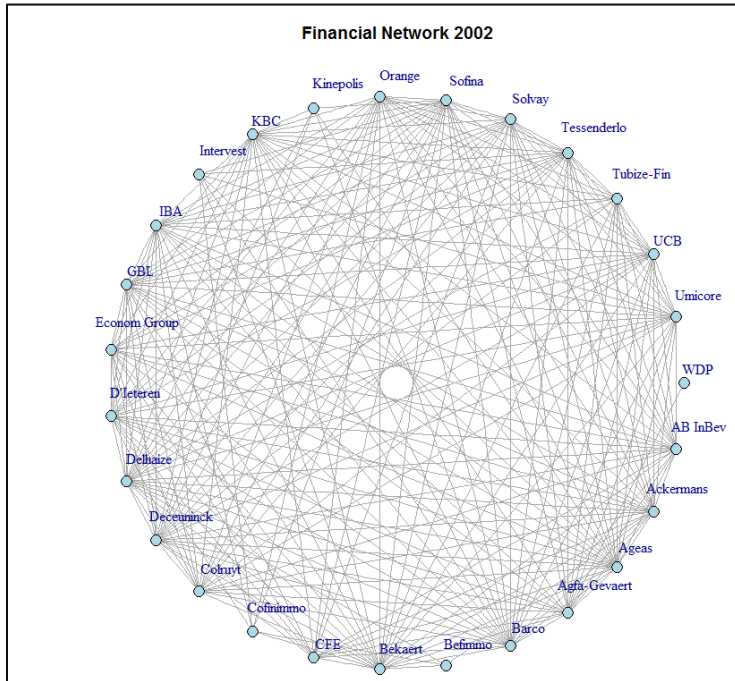 Financial Network 2002
Orange
Sofina
Kinepolis
Solvay
KBC
Tessenderlo
Intervest
Tubize-Fin
IBA
UCB
GBL
Umicore
Econom Group
WDP
D'Ieteren
AB InBev
Delhaize
Ackermans
Deceuninck
Ageas
Colruyt
Agfa-Gevaert
Cofinimmo
Barco
CFE
Bekaert
Befimmo